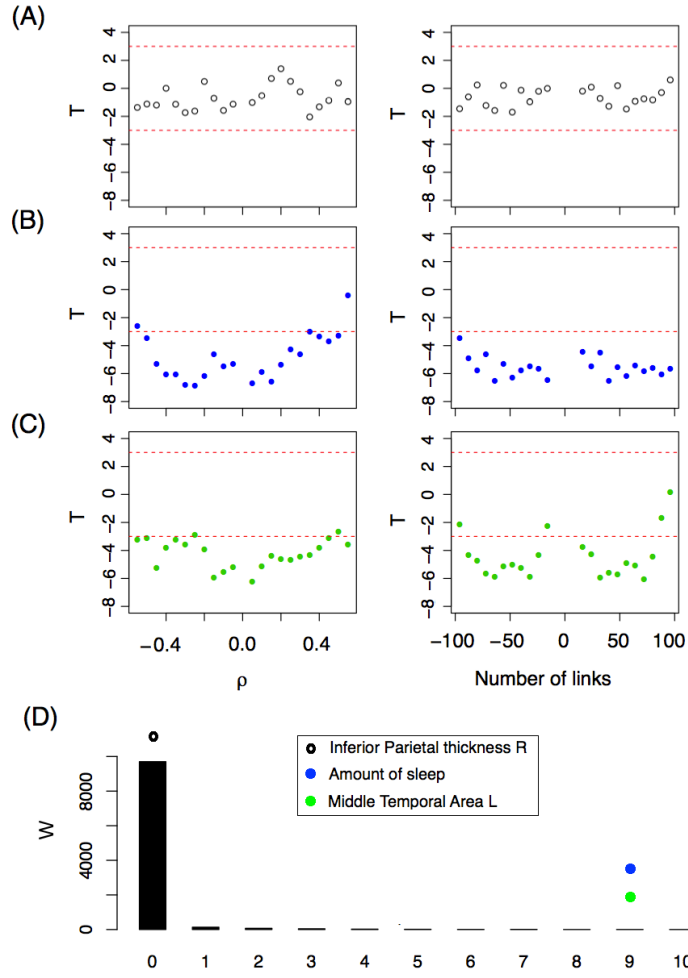 (A)
T
4
2
0
−2
−4
−6
−8
T
4
2
0
−2
−4
−6
−8
(B)
T
4
2
0
−2
−4
−6
−8
T
4
2
0
−2
−4
−6
−8
(C)
T
4
2
0
−2
−4
−6
−8
T
4
2
0
−2
−4
−6
−8
−0.4 0.0 0.4
−100 −50 0 50 100
ρ
Number of links
(D)
Inferior Parietal thickness R
Amount of sleep
Middle Temporal Area L
W
8000
4000
0
0 1 2 3 4 5 6 7 8 9 10